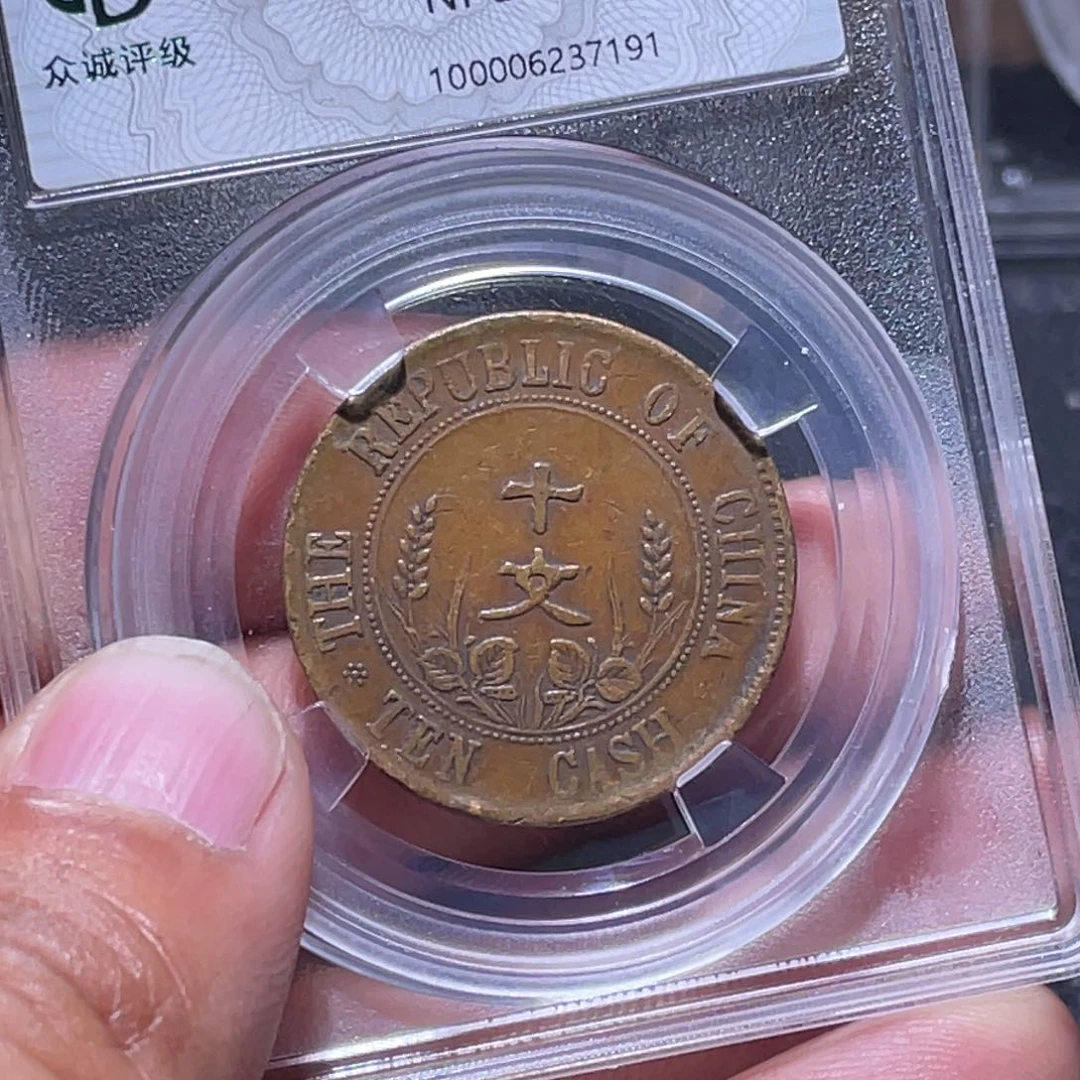 众诚评级
100006237191
THE REPUBLIC OF CHINA
十
文
TEN CASH